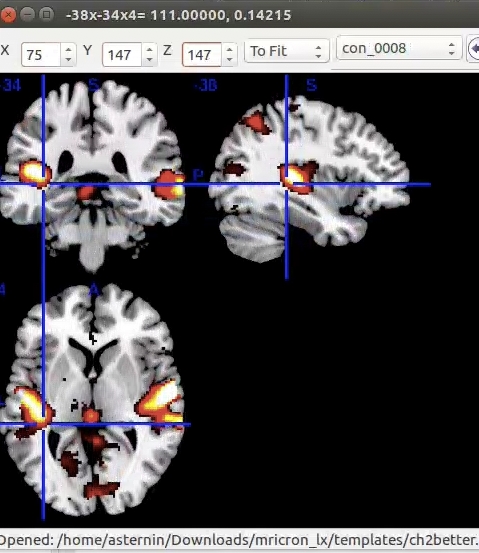 -38x-34x4= 111.00000, 0.14215
X 75 Y 147 Z 147 To Fit con_0008
-34 S -38 S
P
4 A
Opened: /home/asternin/Downloads/mricron_lx/templates/ch2better.